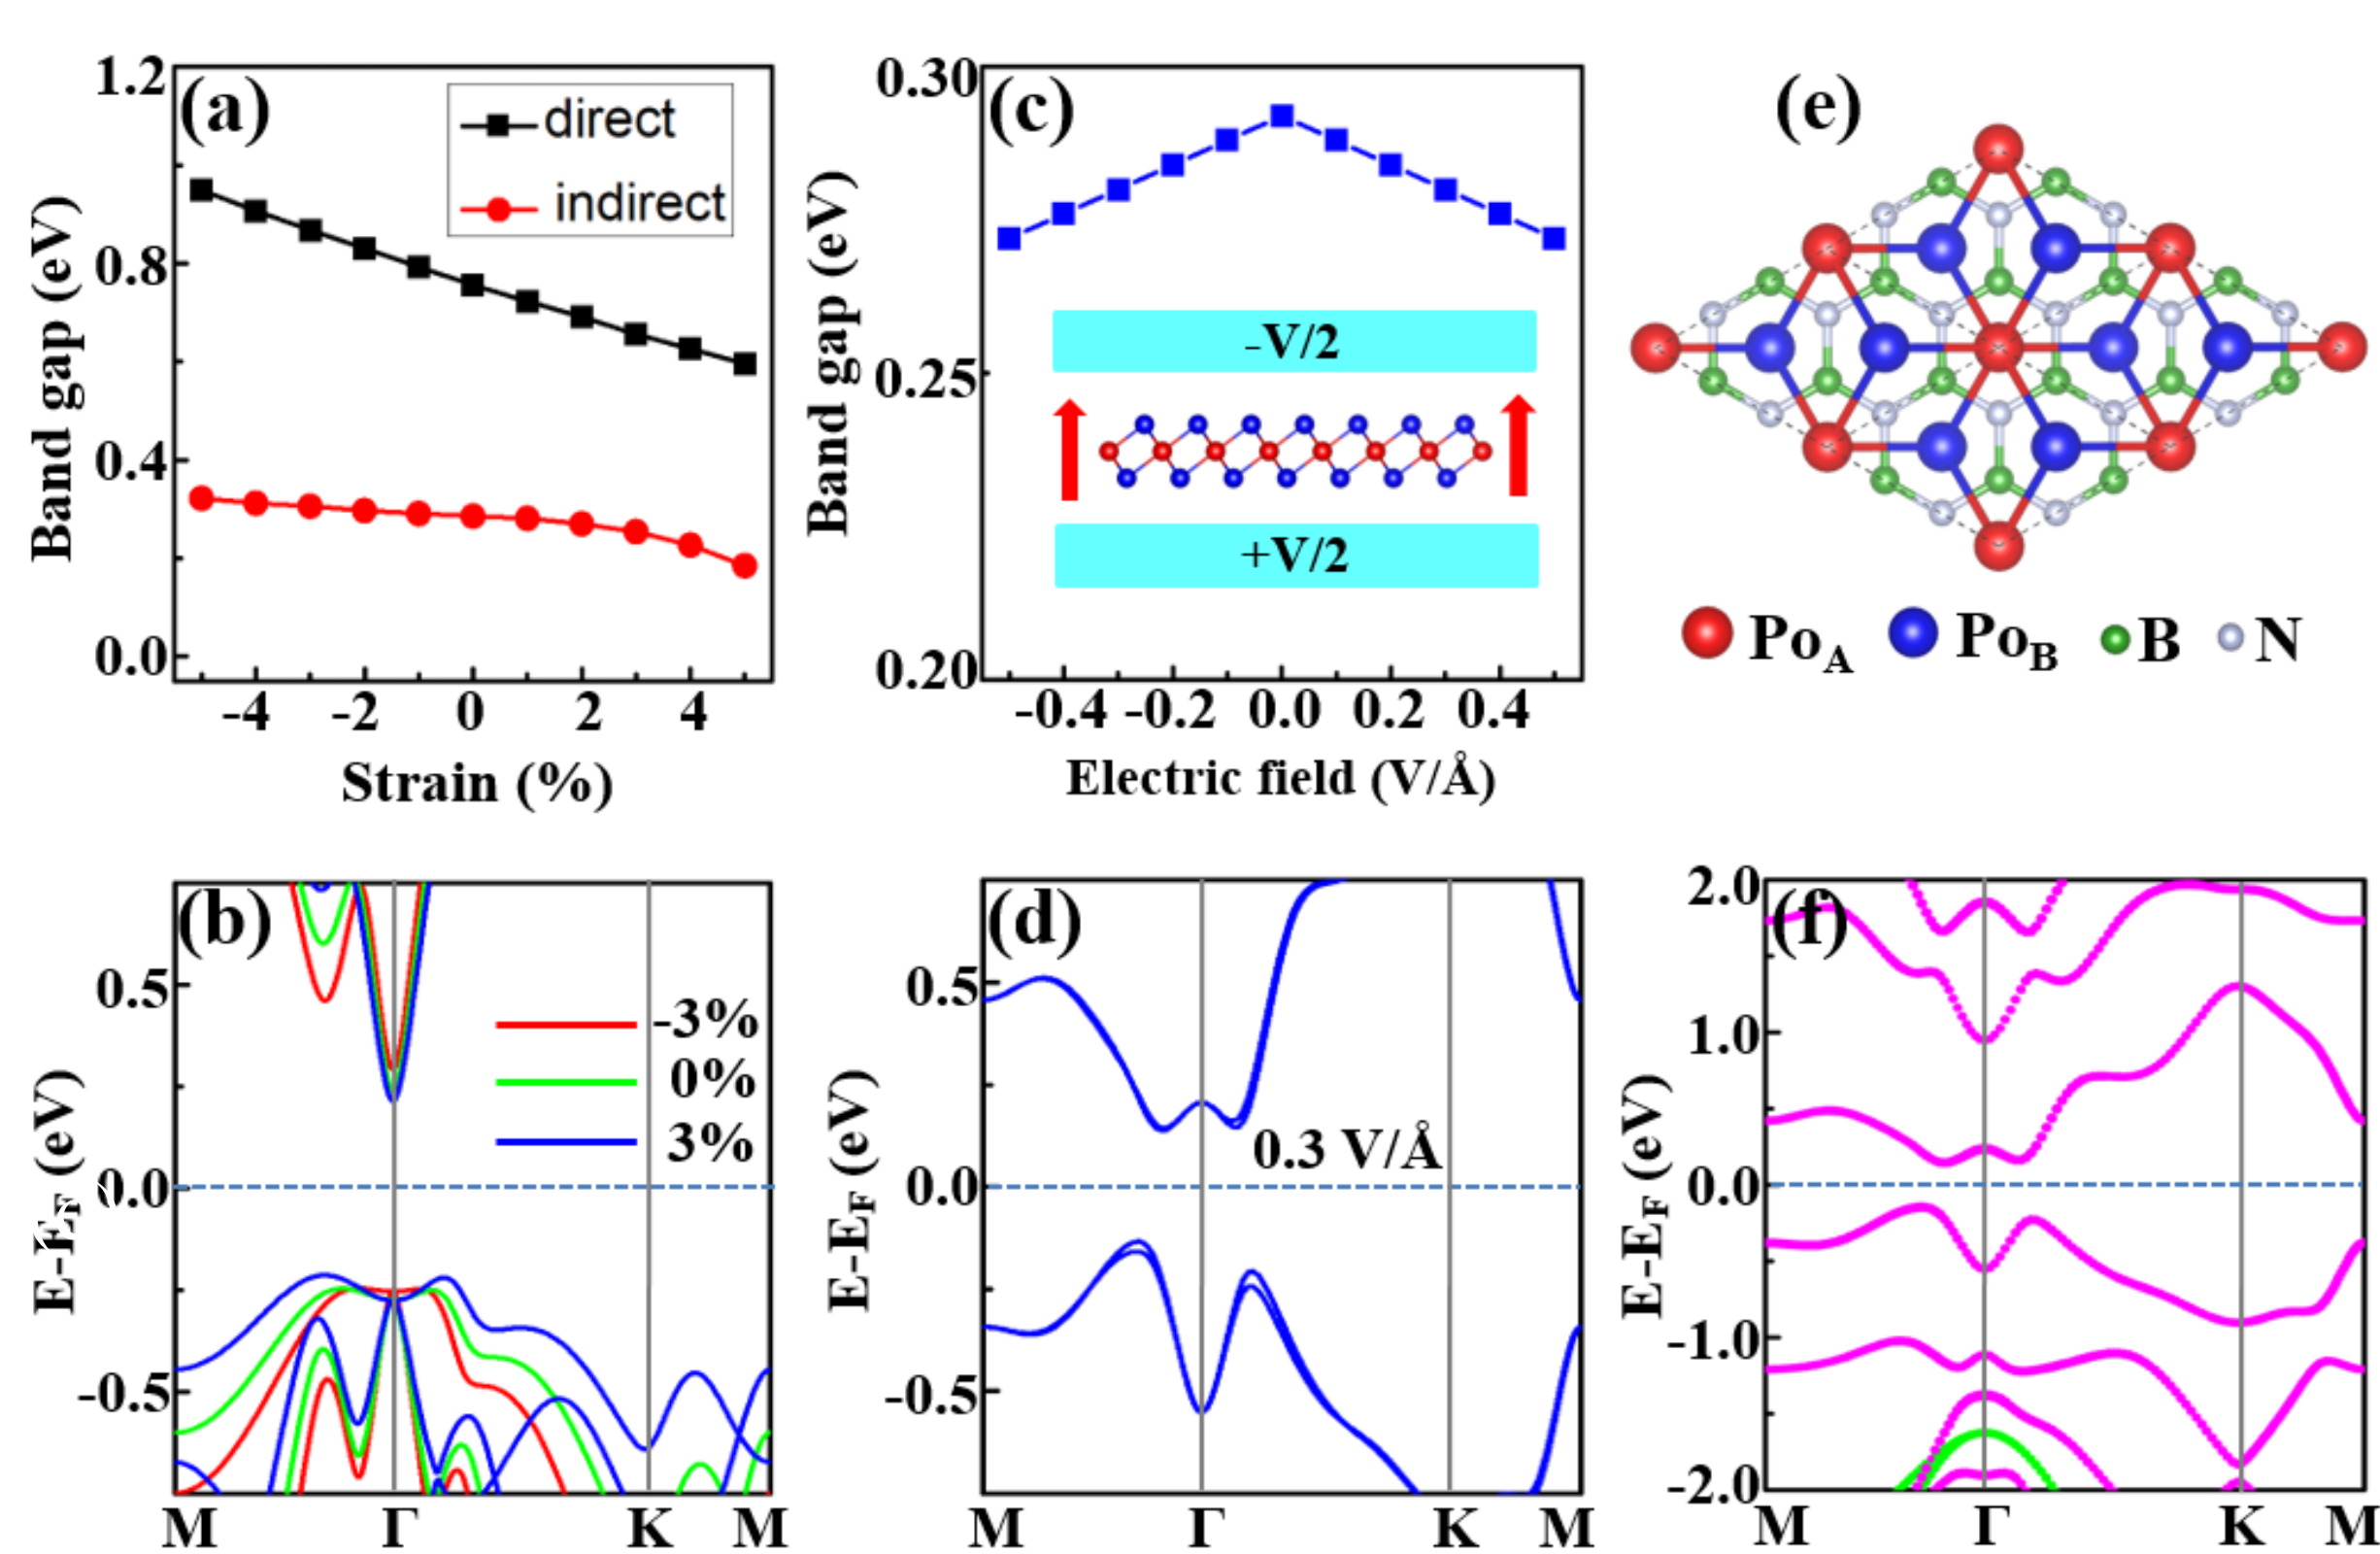 (a)
1.2
0.8
0.4
0.0
Band gap (eV)
direct
indirect
-4 -2 0 2 4
Strain (%)
(c)
0.30
0.25
0.20
Band gap (eV)
-V/2
+V/2
-0.4 -0.2 0.0 0.2 0.4
Electric field (V/Å)
(e)
PoA PoB B N
(b)
0.5
0.0
-0.5
E-EF (eV)
-3%
0%
3%
M Γ K M
(d)
0.5
0.0
-0.5
E-EF (eV)
0.3 V/Å
M Γ K M
(f)
2.0
1.0
0.0
-1.0
-2.0
E-EF (eV)
M Γ K M